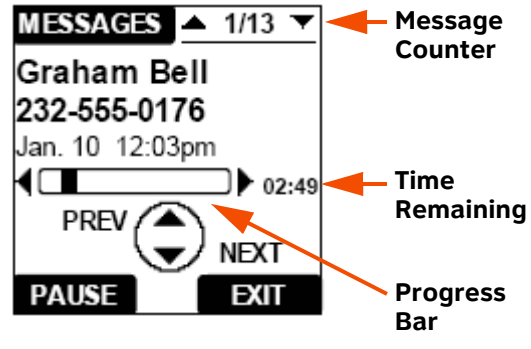 MESSAGES 1/13
Message
Counter
Graham Bell
232-555-0176
Jan. 10 12:03pm
02:49
Time
Remaining
PREV
NEXT
PAUSE EXIT
Progress
Bar